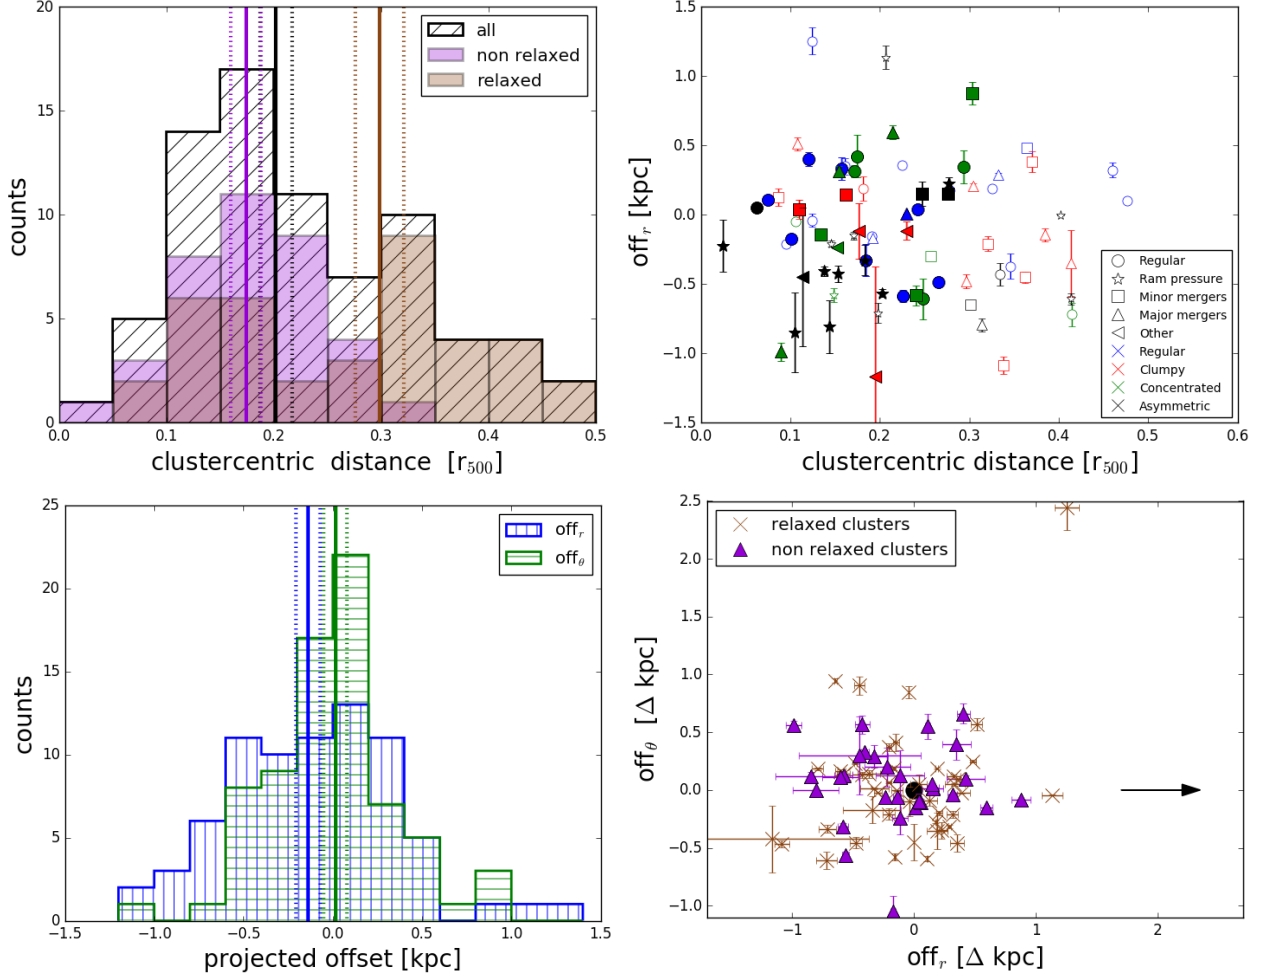 20
15
10
5
0
counts
0.0 0.1 0.2 0.3 0.4 0.5
clustercentric distance [r500]
all
non relaxed
relaxed
1.5
1.0
0.5
0.0
−0.5
−1.0
−1.5
off_r [kpc]
0.0 0.1 0.2 0.3 0.4 0.5 0.6
clustercentric distance [r500]
Regular
Ram pressure
Minor mergers
Major mergers
Other
Regular
Clumpy
Concentrated
Asymmetric
25
20
15
10
5
0
counts
−1.5 −1.0 −0.5 0.0 0.5 1.0 1.5
projected offset [kpc]
off_r
off_θ
2.5
2.0
1.5
1.0
0.5
0.0
−0.5
−1.0
off_θ [Δ kpc]
−1 0 1 2
off_r [Δ kpc]
relaxed clusters
non relaxed clusters